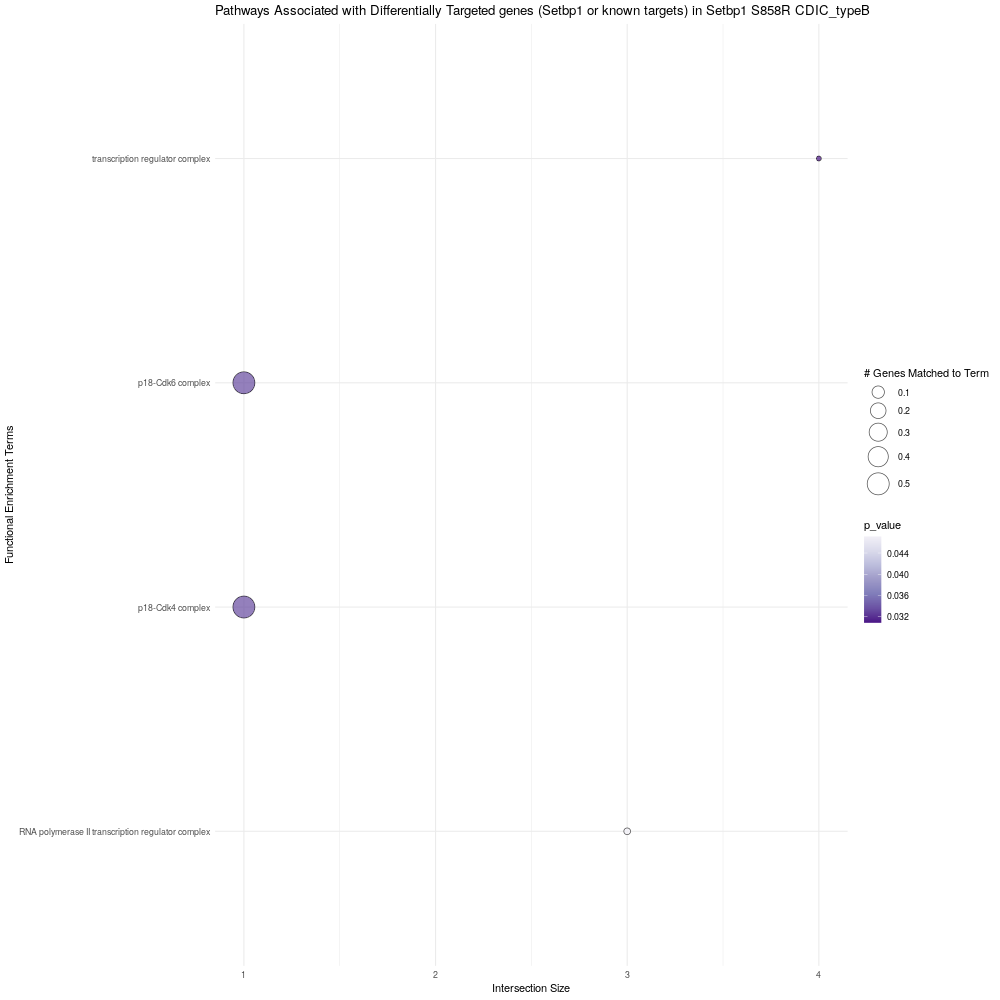 Pathways Associated with Differentially Targeted genes (Setbp1 or known targets) in Setbp1 S858R CDIC_typeB
Functional Enrichment Terms
transcription regulator complex
p18-Cdk6 complex
p18-Cdk4 complex
RNA polymerase II transcription regulator complex
1
2
3
4
Intersection Size
# Genes Matched to Term
0.1
0.2
0.3
0.4
0.5
p_value
0.044
0.040
0.036
0.032